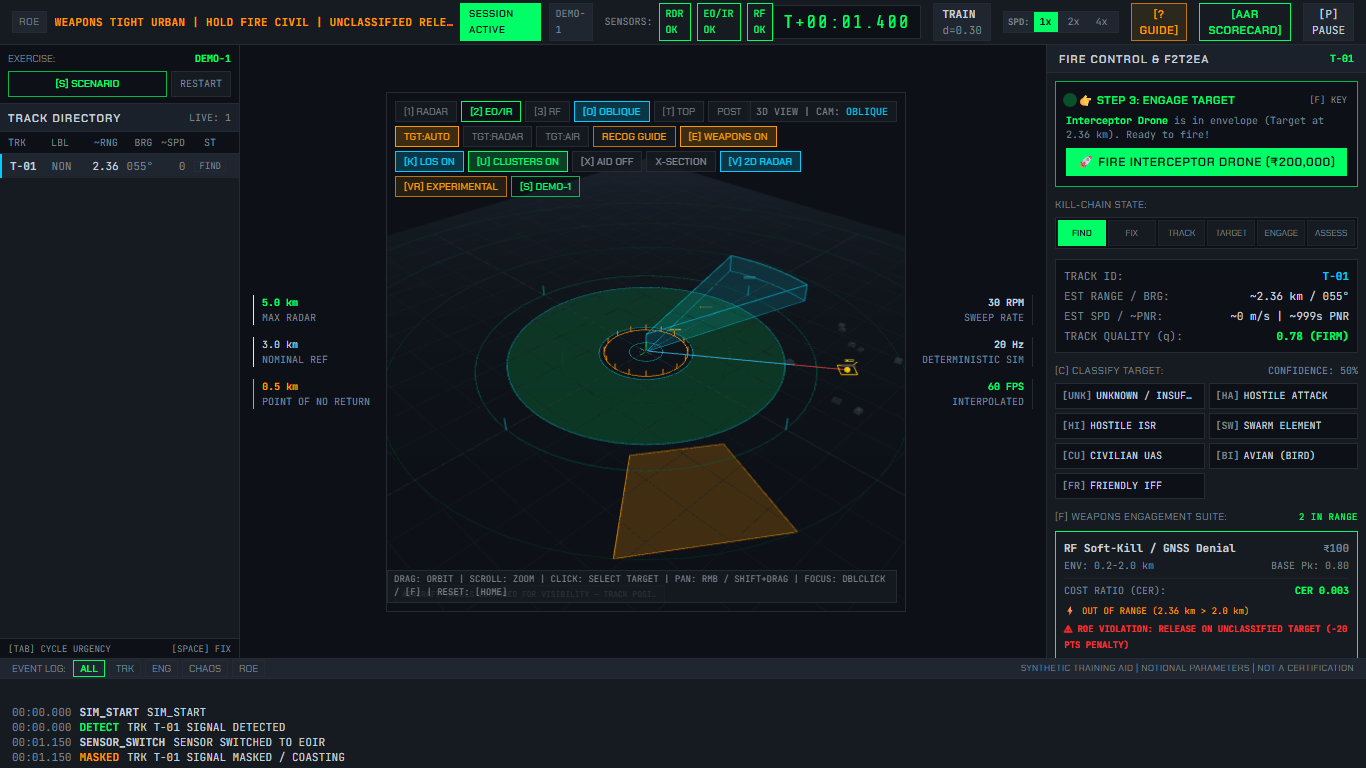 ROE WEAPONS TIGHT URBAN | HOLD FIRE CIVIL | UNCLASSIFIED RELE…
SESSION ACTIVE
DEMO-1
SENSORS:
RDR OK
EO/IR OK
RF OK
T+00:01.400
TRAIN d=0.30
SPD: 1x 2x 4x
[? GUIDE]
[AAR SCORECARD]
[P] PAUSE
EXERCISE: DEMO-1
[S] SCENARIO RESTART
TRACK DIRECTORY LIVE: 1
TRK LBL ~RNG BRG ~SPD ST
T-01 NON 2.36 055° 0 FIND
[TAB] CYCLE URGENCY [SPACE] FIX
[1] RADAR [2] EO/IR [3] RF [O] OBLIQUE [T] TOP POST 3D VIEW | CAM: OBLIQUE
TGT:AUTO TGT:RADAR TGT:AIR RECOG GUIDE [E] WEAPONS ON
[K] LOS ON [U] CLUSTERS ON [X] AID OFF X-SECTION [V] 2D RADAR
[VR] EXPERIMENTAL [S] DEMO-1
5.0 km
MAX RADAR
3.0 km
NOMINAL REF
0.5 km
POINT OF NO RETURN
30 RPM
SWEEP RATE
20 Hz
DETERMINISTIC SIM
60 FPS
INTERPOLATED
DRAG: ORBIT | SCROLL: ZOOM | CLICK: SELECT TARGET | PAN: RMB / SHIFT+DRAG | FOCUS: DBLCLICK
/ [F] | RESET: [HOME]
FIRE CONTROL & F2T2EA T-01
👉 STEP 3: ENGAGE TARGET [F] KEY
Interceptor Drone is in envelope (Target at
2.36 km). Ready to fire!
🚀 FIRE INTERCEPTOR DRONE (₹200,000)
KILL-CHAIN STATE:
FIND FIX TRACK TARGET ENGAGE ASSESS
TRACK ID: T-01
EST RANGE / BRG: ~2.36 km / 055°
EST SPD / ~PNR: ~0 m/s | ~999s PNR
TRACK QUALITY (q): 0.78 (FIRM)
[C] CLASSIFY TARGET: CONFIDENCE: 50%
[UNK] UNKNOWN / INSUF… [HA] HOSTILE ATTACK
[HI] HOSTILE ISR [SW] SWARM ELEMENT
[CU] CIVILIAN UAS [BI] AVIAN (BIRD)
[FR] FRIENDLY IFF
[F] WEAPONS ENGAGEMENT SUITE: 2 IN RANGE
RF Soft-Kill / GNSS Denial ₹100
ENV: 0.2-2.0 km BASE Pk: 0.80
COST RATIO (CER): CER 0.003
⚡ OUT OF RANGE (2.36 km > 2.0 km)
⚠ ROE VIOLATION: RELEASE ON UNCLASSIFIED TARGET (-20
PTS PENALTY)
EVENT LOG: ALL TRK ENG CHAOS ROE
SYNTHETIC TRAINING AID | NOTIONAL PARAMETERS | NOT A CERTIFICATION
00:00.000 SIM_START SIM_START
00:00.000 DETECT TRK T-01 SIGNAL DETECTED
00:01.150 SENSOR_SWITCH SENSOR SWITCHED TO EOIR
00:01.150 MASKED TRK T-01 SIGNAL MASKED / COASTING